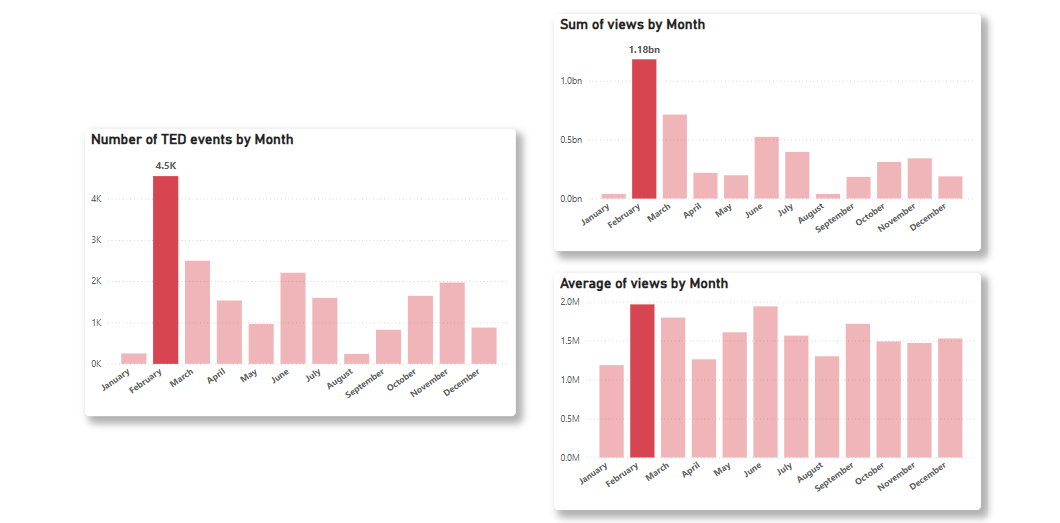 Number of TED events by Month
4.5K
4K
3K
2K
1K
0K
January
February
March
April
May
June
July
August
September
October
November
December
Sum of views by Month
1.18bn
1.0bn
0.5bn
0.0bn
January
February
March
April
May
June
July
August
September
October
November
December
Average of views by Month
2.0M
1.5M
1.0M
0.5M
0.0M
January
February
March
April
May
June
July
August
September
October
November
December